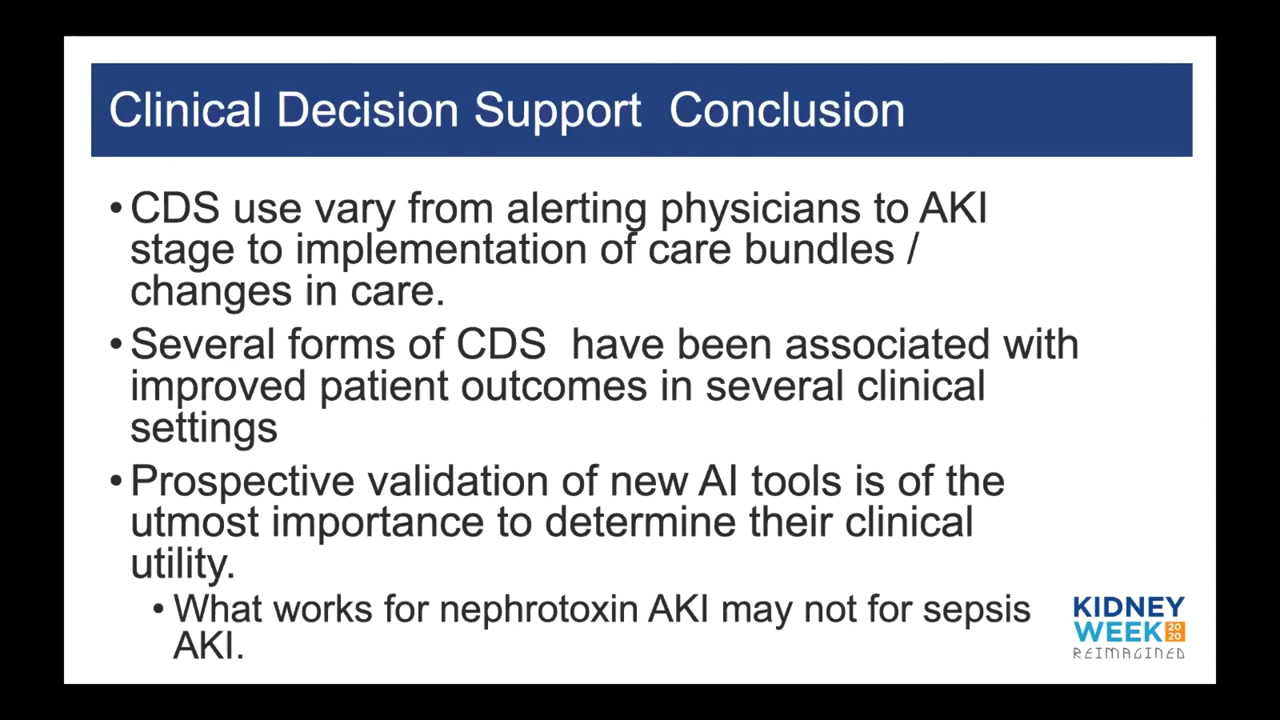 Clinical Decision Support  Conclusion
•CDS use vary from alerting physicians to AKI
stage to implementation of care bundles /
changes in care.
•Several forms of CDS  have been associated with
improved patient outcomes in several clinical
settings
•Prospective validation of new AI tools is of the
utmost importance to determine their clinical
utility.
•What works for nephrotoxin AKI may not for sepsis
AKI.
KIDNEY
WEEK 2020
REIMAGINED